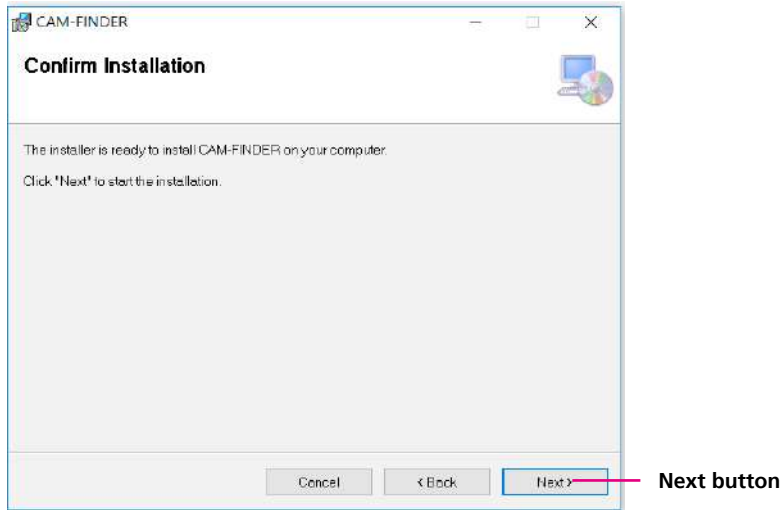 CAM-FINDER
Confirm Installation
The installer is ready to install CAM-FINDER on your computer.
Click "Next" to start the installation.
Cancel
< Back
Next >
Next button